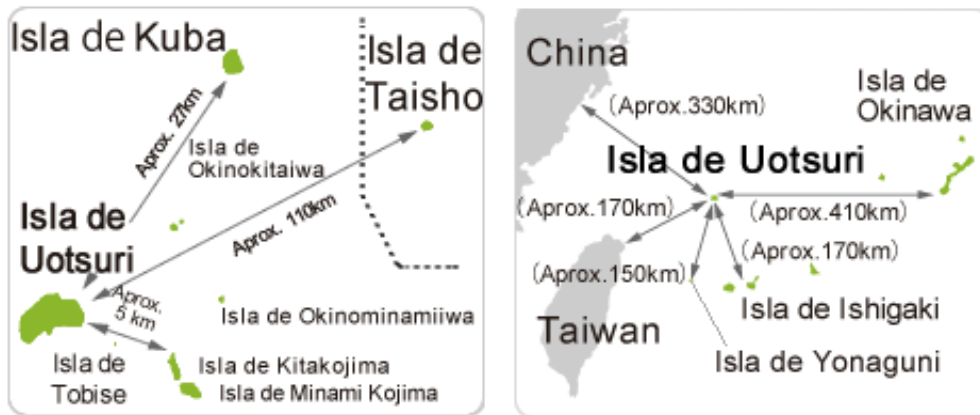 Isla de Kuba
Isla de
Taisho
Aprox. 27km
Isla de
Okinokitaiwa
Aprox. 110km
Isla de
Uotsuri
Aprox.
5 km
Isla de Okinominamiiwa
Isla de
Tobise
Isla de Kitakojima
Isla de Minami Kojima
China
(Aprox.330km)
Isla de
Okinawa
Isla de Uotsuri
(Aprox.170km)
(Aprox.410km)
(Aprox.170km)
(Aprox.150km)
Isla de Ishigaki
Taiwan
Isla de Yonaguni